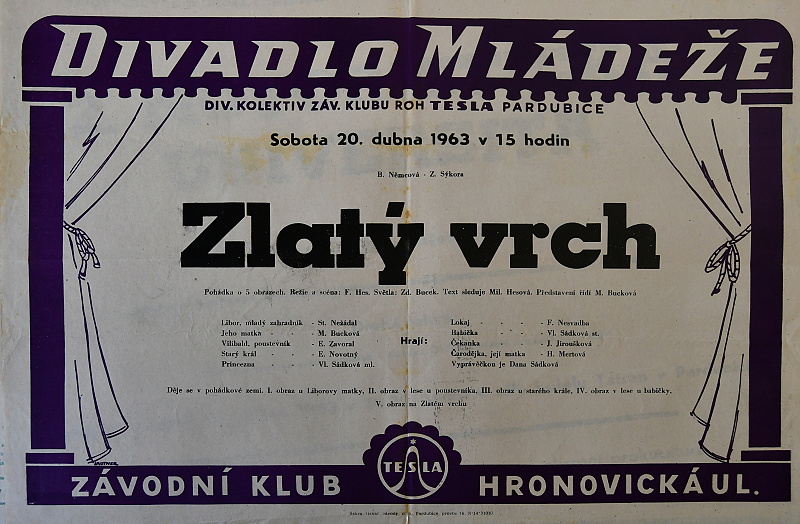 DIVADLO MLÁDEŽE
DIV. KOLEKTIV ZÁV. KLUBU ROH TESLA PARDUBICE
Sobota 20. dubna 1963 v 15 hodin
B. Němcová - Z. Sýkora
Zlatý vrch
Pohádka o 5 obrazech. Režie a scéna: F. Hes. Světla: Zd. Bucek. Text sleduje Mil. Hesová. Představení řídí M. Bucková
Libor, mladý zahradník - St. Nežádal
Jeho matka - - - M. Bucková
Vilibald, poustevník - E. Zavoral
Starý král - - - E. Novotný
Princezna - - - Vl. Sádková ml.
Hrají:
Lokaj - - - - F. Nesvadba
Babička - - - - Vl. Sádková st.
Čekanka - - - - J. Jiroušková
Čarodějka, její matka - H. Mertová
Vyprávěčkou je Dana Sádková
Děje se v pohádkové zemi. I. obraz u Liborovy matky, II. obraz v lese u poustevníka, III. obraz u starého krále, IV. obraz v lese u babičky,
V. obraz na Zlatém vrchu
TESLA
ZÁVODNÍ KLUB HRONOVICKÁ UL.